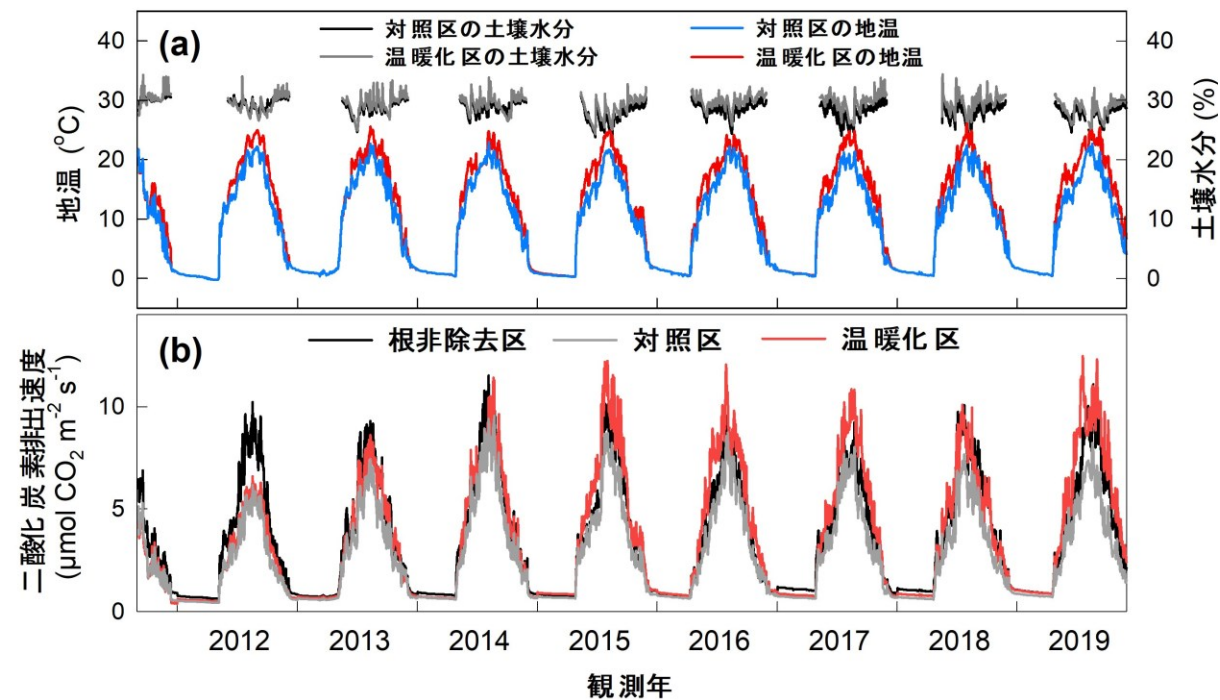 (a)
対照区の土壌水分
対照区の地温
温暖化区の土壌水分
温暖化区の地温
地温 (°C)
40
30
20
10
0
土壌水分 (%)
40
30
20
10
0
(b)
根非除去区
対照区
温暖化区
二酸化炭素排出速度
(μmol CO₂ m⁻² s⁻¹)
10
5
0
2012 2013 2014 2015 2016 2017 2018 2019
観測年